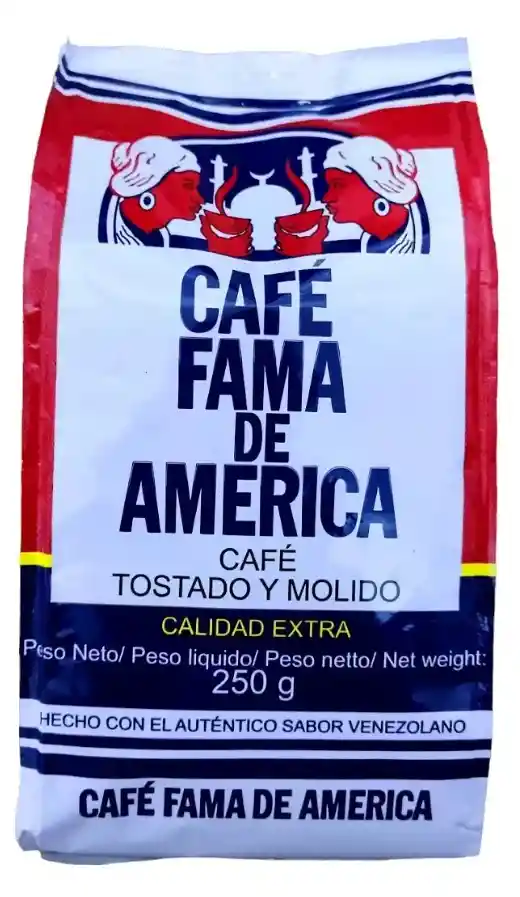 CAFÉ
FAMA
DE
AMERICA
CAFÉ
TOSTADO Y MOLIDO
CALIDAD EXTRA
Peso Neto/ Peso liquido/ Peso netto/ Net weight:
250 g
HECHO CON EL AUTÉNTICO SABOR VENEZOLANO
CAFÉ FAMA DE AMERICA